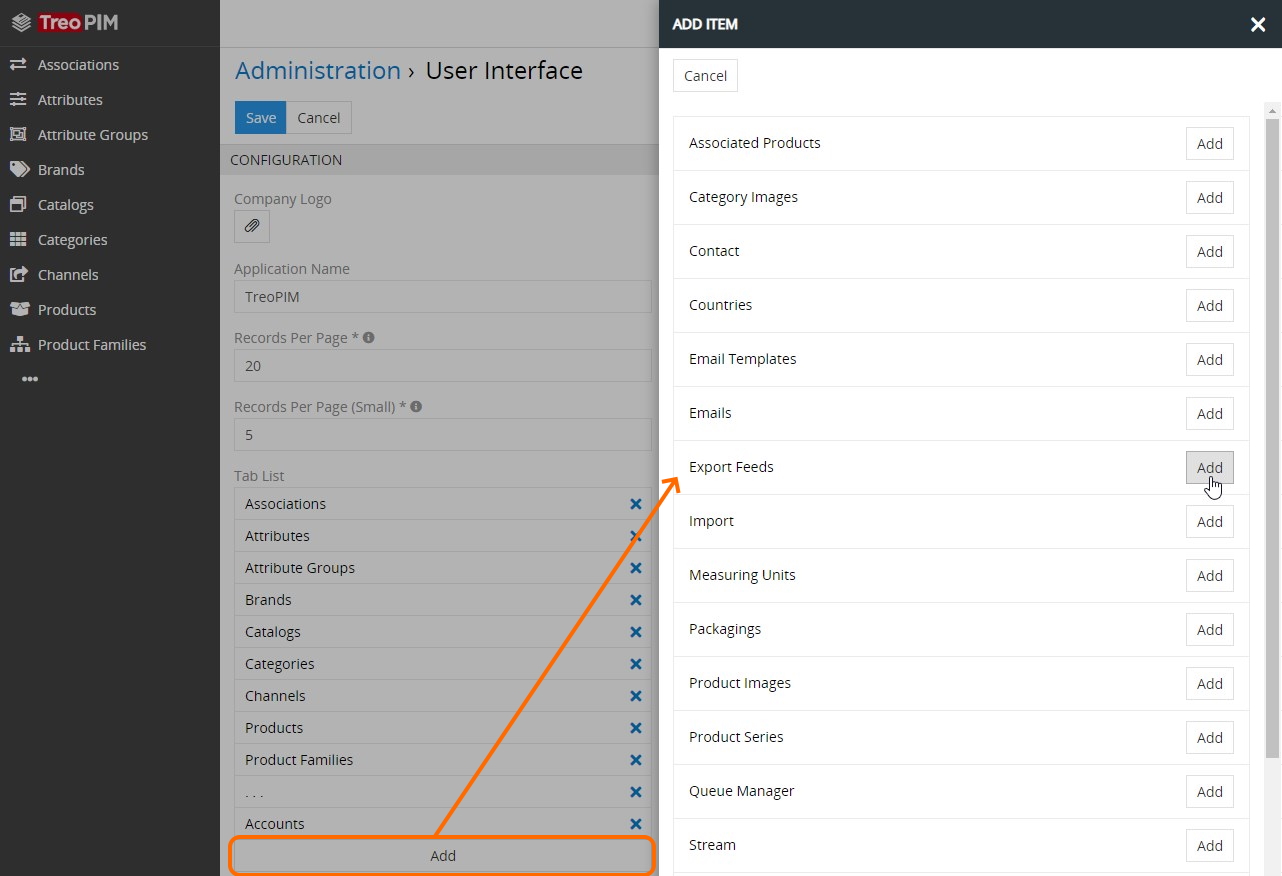 TreoPIM
Associations
Attributes
Attribute Groups
Brands
Catalogs
Categories
Channels
Products
Product Families
•••
Administration › User Interface
Save
Cancel
CONFIGURATION
Company Logo
Application Name
TreoPIM
Records Per Page *
20
Records Per Page (Small) *
5
Tab List
Associations
Attributes
Attribute Groups
Brands
Catalogs
Categories
Channels
Products
Product Families
. . .
Accounts
Add
ADD ITEM
Cancel
Associated Products Add
Category Images Add
Contact Add
Countries Add
Email Templates Add
Emails Add
Export Feeds Add
Import Add
Measuring Units Add
Packagings Add
Product Images Add
Product Series Add
Queue Manager Add
Stream Add